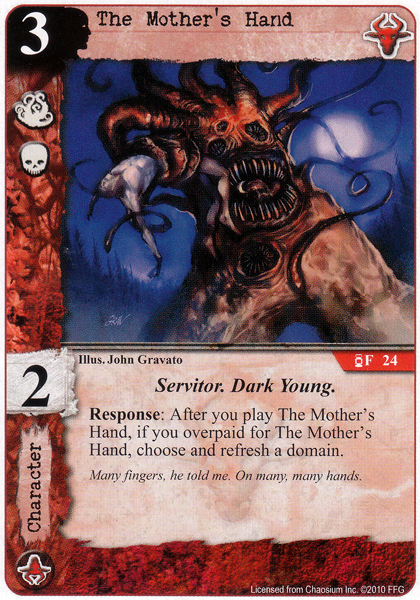 3
The Mother's Hand
Illus. John Gravato
F 24
2
Servitor. Dark Young.
Response: After you play The Mother's
Hand, if you overpaid for The Mother's
Hand, choose and refresh a domain.
Many fingers, he told me. On many, many hands.
Character
Licensed from Chaosium Inc. ©2010 FFG